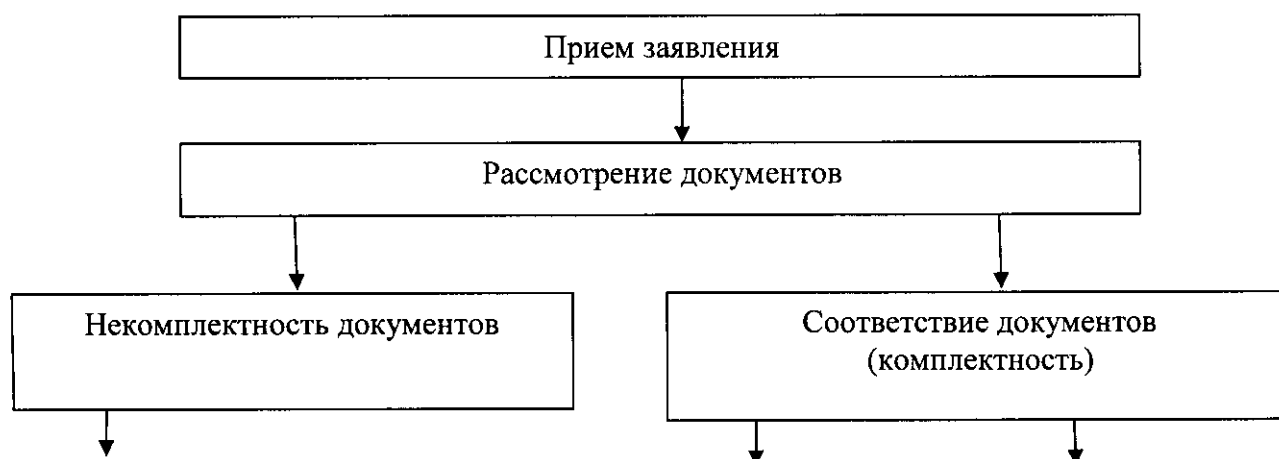 Прием заявления
Рассмотрение документов
Некомплектность документов
Соответствие документов
(комплектность)